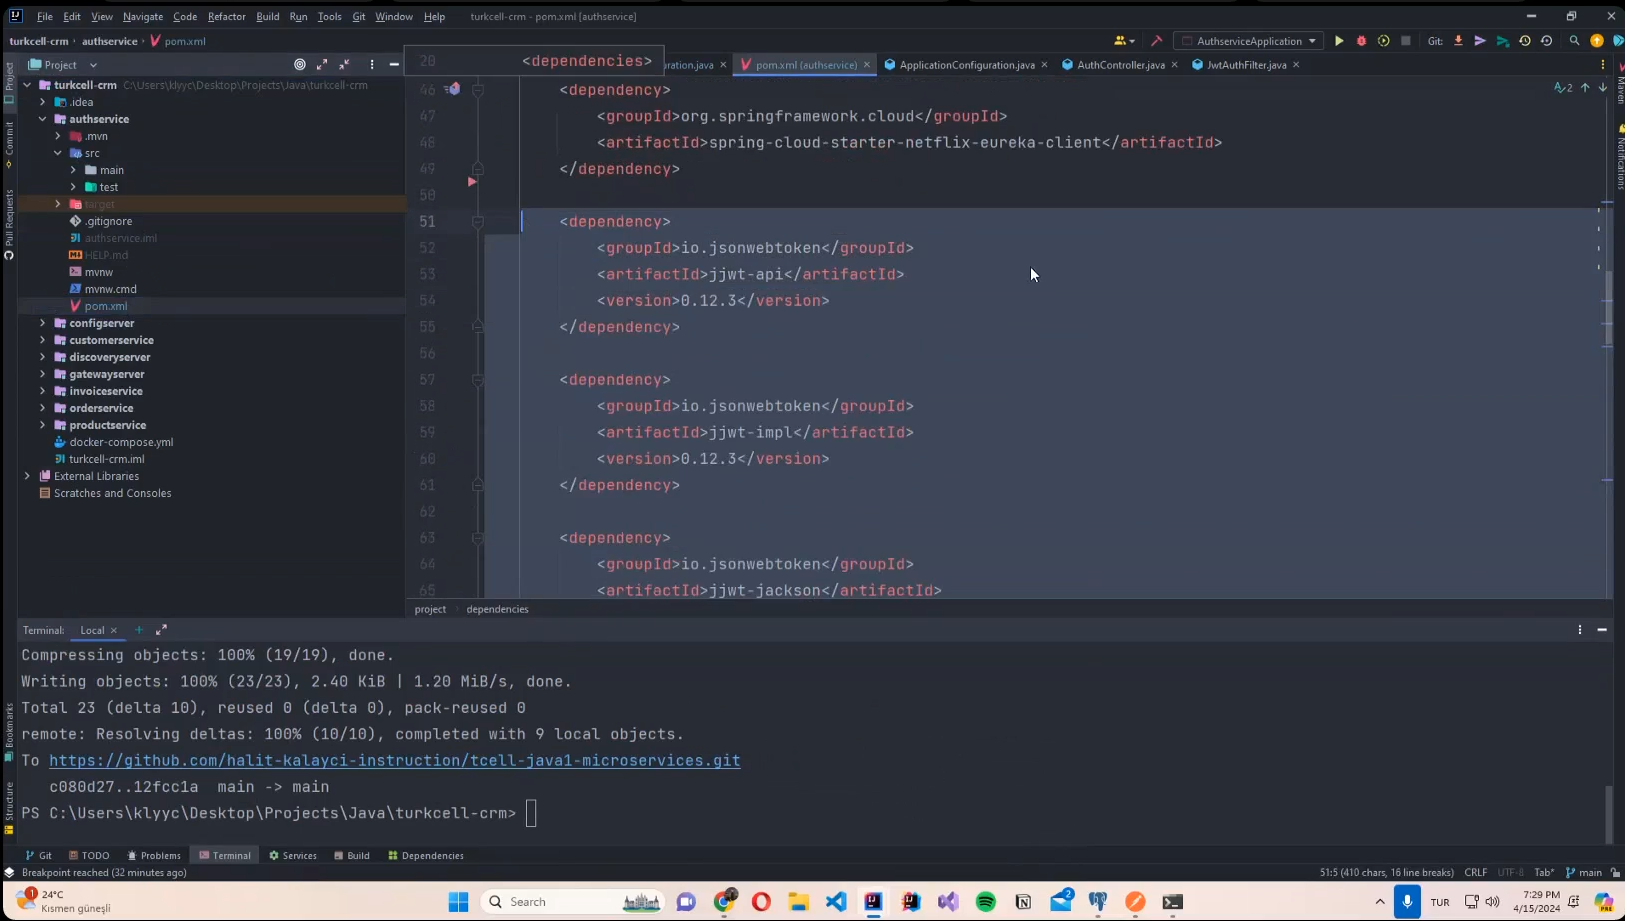 File Edit View Navigate Code Refactor Build Run Tools Git Window Help turkcell-crm - pom.xml [authservice]
turkcell-crm authservice pom.xml AuthserviceApplication Git:
Project
20 <dependencies>
uration.java pom.xml (authservice) ApplicationConfiguration.java AuthController.java JwtAuthFilter.java
turkcell-crm C:\Users\klyyc\Desktop\Projects\Java\turkcell-crm
.idea
authservice
.mvn
src
main
test
target
.gitignore
authservice.iml
HELP.md
mvnw
mvnw.cmd
pom.xml
configserver
customerservice
discoveryserver
gatewayserver
invoiceservice
orderservice
productservice
docker-compose.yml
turkcell-crm.iml
External Libraries
Scratches and Consoles
Project
Commit
Pull Requests
Bookmarks
Structure
Maven
Notifications
2
46 <dependency>
47 <groupId>org.springframework.cloud</groupId>
48 <artifactId>spring-cloud-starter-netflix-eureka-client</artifactId>
49 </dependency>
50
51 <dependency>
52 <groupId>io.jsonwebtoken</groupId>
53 <artifactId>jjwt-api</artifactId>
54 <version>0.12.3</version>
55 </dependency>
56
57 <dependency>
58 <groupId>io.jsonwebtoken</groupId>
59 <artifactId>jjwt-impl</artifactId>
60 <version>0.12.3</version>
61 </dependency>
62
63 <dependency>
64 <groupId>io.jsonwebtoken</groupId>
65 <artifactId>jjwt-jackson</artifactId>
project dependencies
Terminal: Local
Compressing objects: 100% (19/19), done.
Writing objects: 100% (23/23), 2.40 KiB | 1.20 MiB/s, done.
Total 23 (delta 10), reused 0 (delta 0), pack-reused 0
remote: Resolving deltas: 100% (10/10), completed with 9 local objects.
To https://github.com/halit-kalayci-instruction/tcell-java1-microservices.git
c080d27..12fcc1a main -> main
PS C:\Users\klyyc\Desktop\Projects\Java\turkcell-crm>
Git TODO Problems Terminal Services Build Dependencies
Breakpoint reached (32 minutes ago) 51:5 (410 chars, 16 line breaks) CRLF UTF-8 Tab* main
1 24°C
Kısmen güneşli
Search
2
TUR
7:29 PM
4/15/2024
PRE